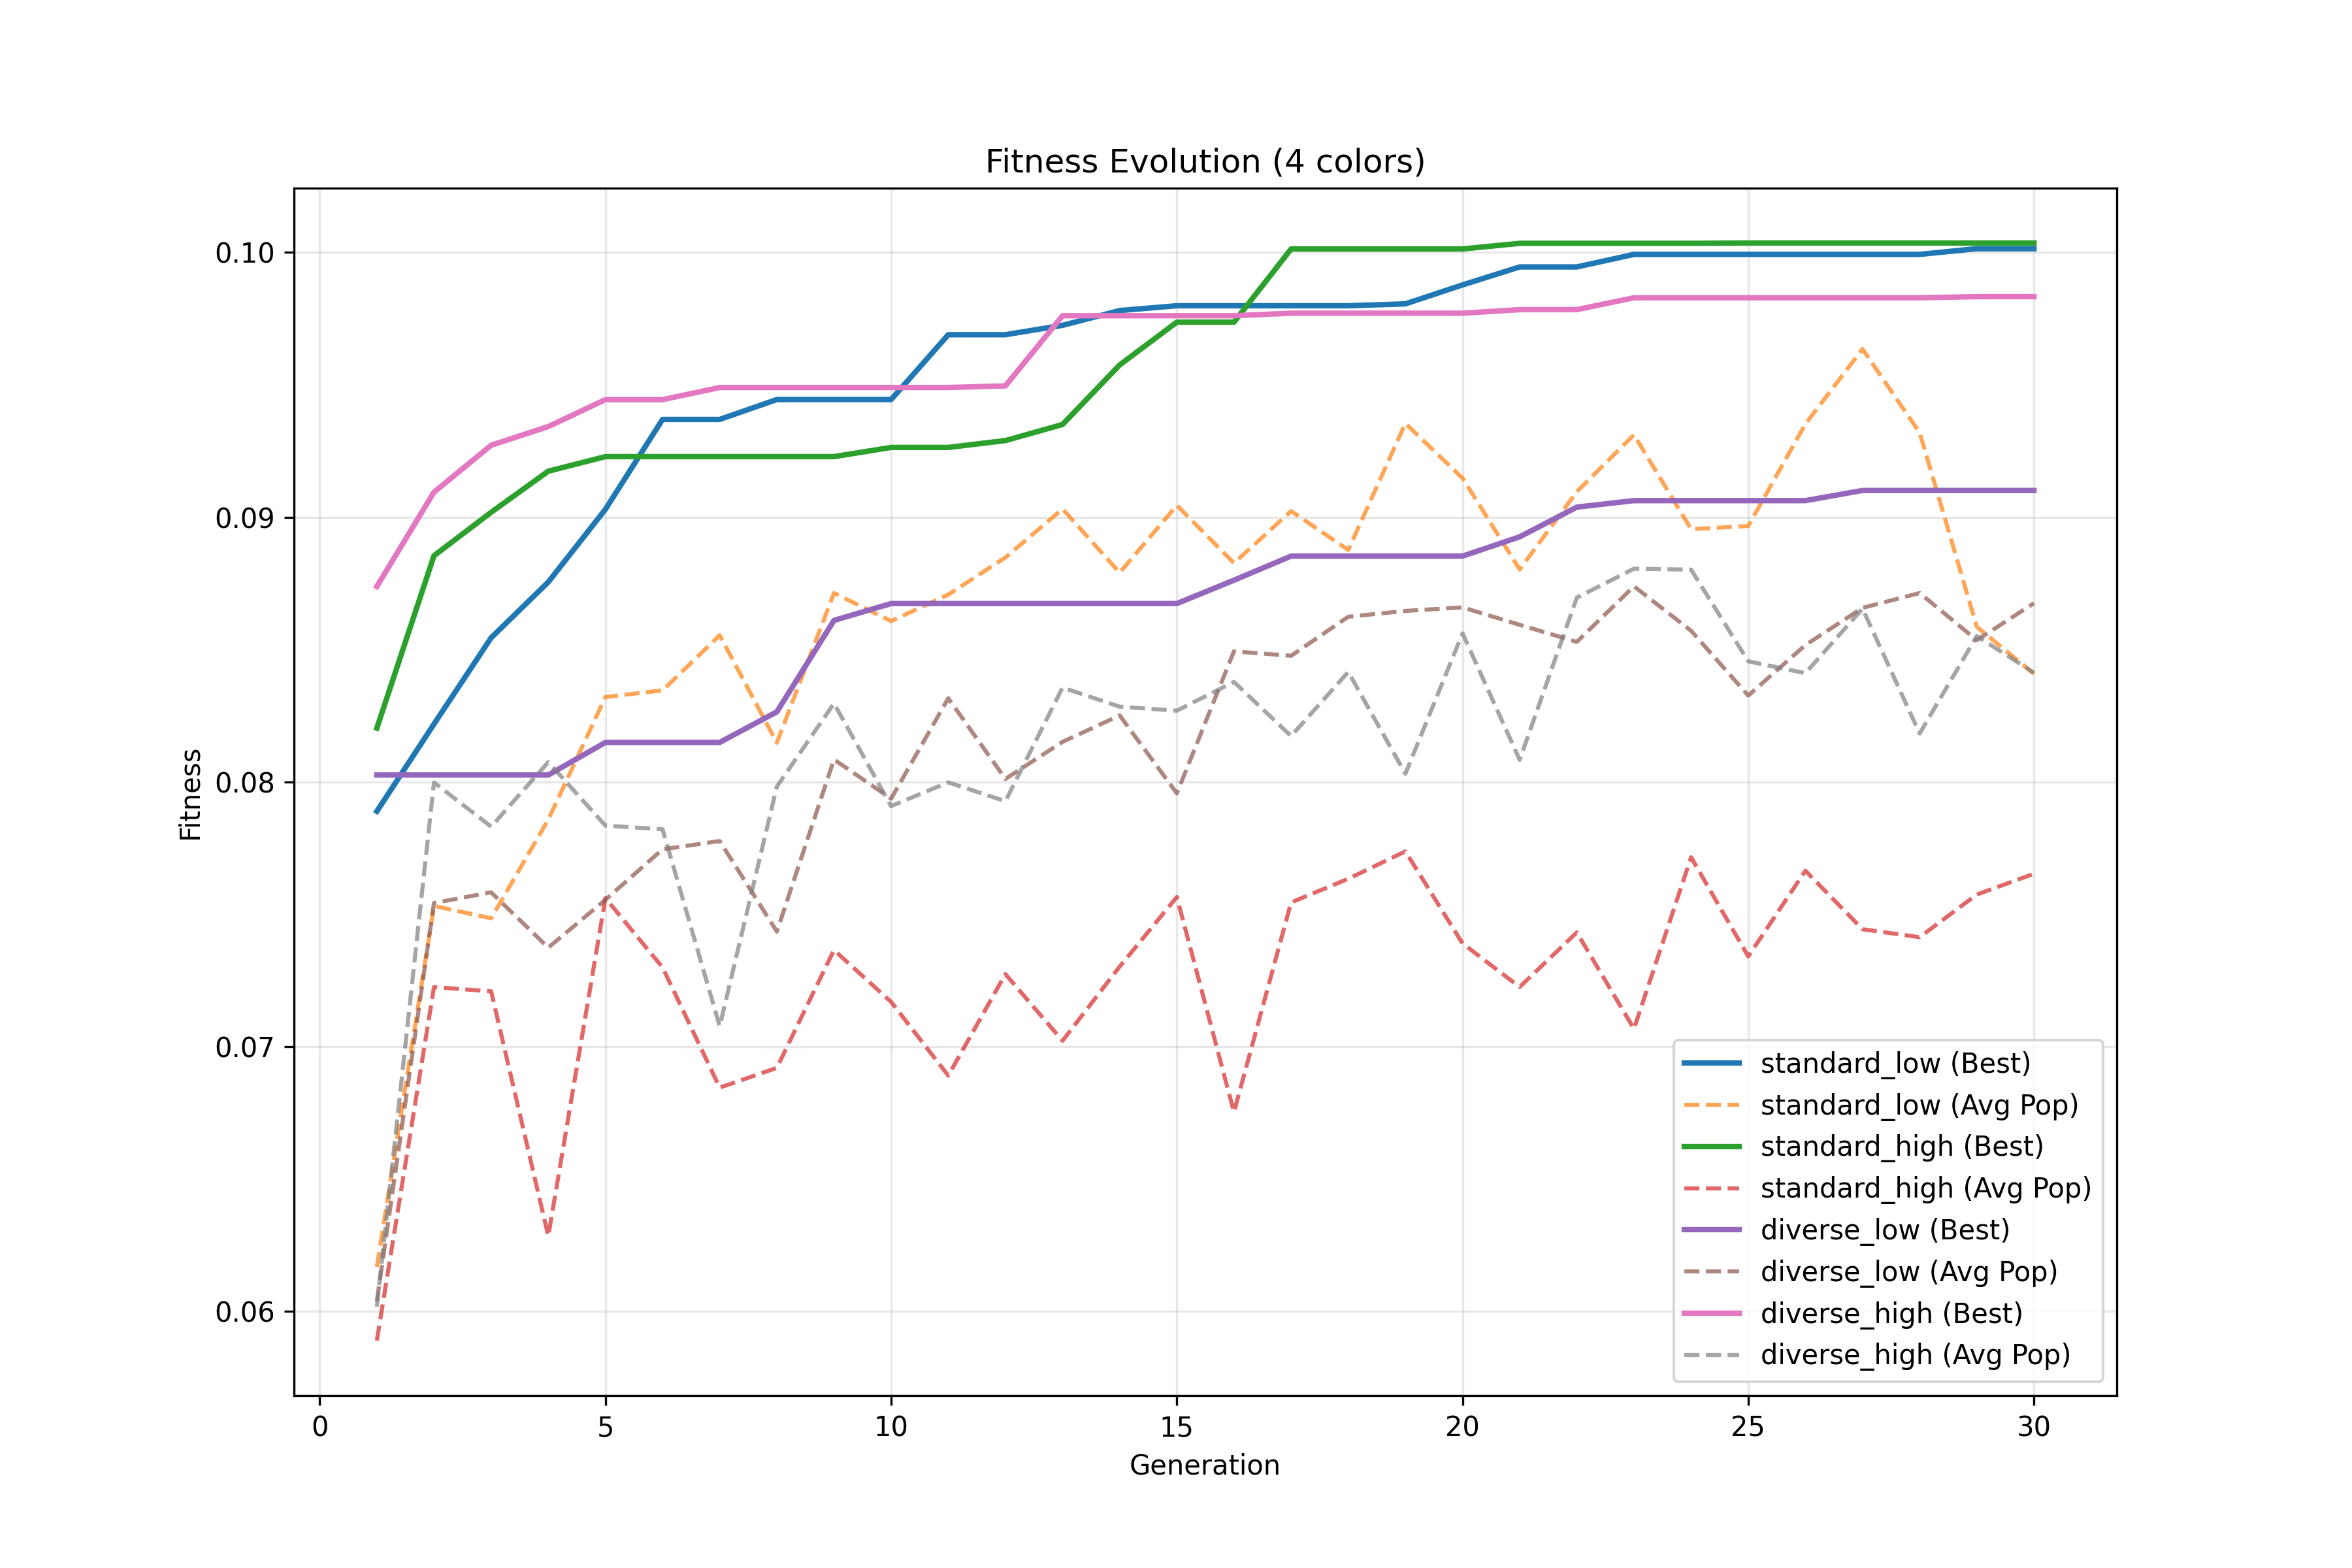 Fitness Evolution (4 colors)
0.10
0.09
0.08
0.07
0.06
Fitness
0
5
10
15
20
25
30
Generation
standard_low (Best)
standard_low (Avg Pop)
standard_high (Best)
standard_high (Avg Pop)
diverse_low (Best)
diverse_low (Avg Pop)
diverse_high (Best)
diverse_high (Avg Pop)